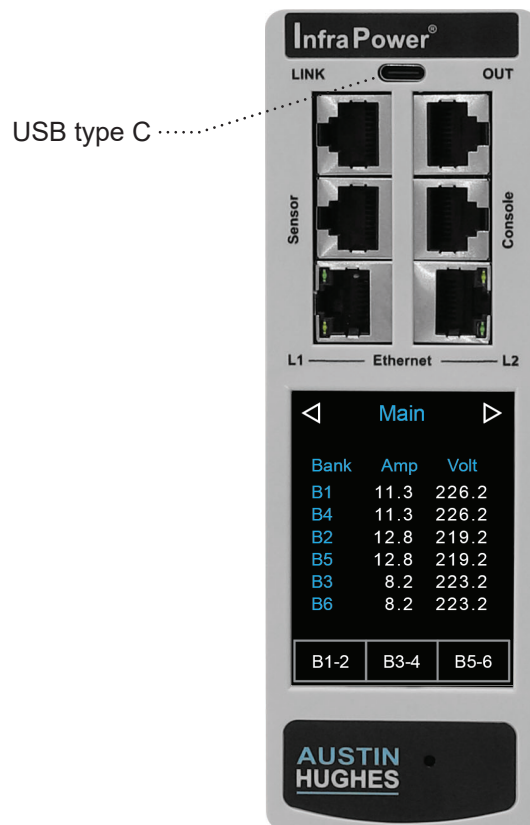 InfraPower®
LINK
OUT
USB type C
Sensor
Console
L1
Ethernet
L2
Main
Bank Amp Volt
B1 11.3 226.2
B4 11.3 226.2
B2 12.8 219.2
B5 12.8 219.2
B3 8.2 223.2
B6 8.2 223.2
B1-2 B3-4 B5-6
AUSTIN
HUGHES